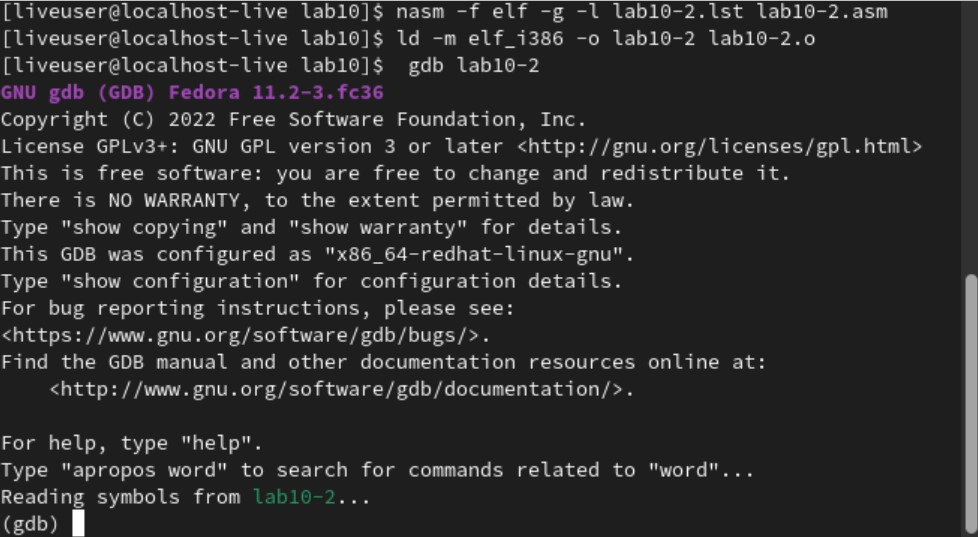 [liveuser@localhost-live lab10]$ nasm -f elf -g -l lab10-2.lst lab10-2.asm
[liveuser@localhost-live lab10]$ ld -m elf_i386 -o lab10-2 lab10-2.o
[liveuser@localhost-live lab10]$  gdb lab10-2
GNU gdb (GDB) Fedora 11.2-3.fc36
Copyright (C) 2022 Free Software Foundation, Inc.
License GPLv3+: GNU GPL version 3 or later <http://gnu.org/licenses/gpl.html>
This is free software: you are free to change and redistribute it.
There is NO WARRANTY, to the extent permitted by law.
Type "show copying" and "show warranty" for details.
This GDB was configured as "x86_64-redhat-linux-gnu".
Type "show configuration" for configuration details.
For bug reporting instructions, please see:
<https://www.gnu.org/software/gdb/bugs/>.
Find the GDB manual and other documentation resources online at:
    <http://www.gnu.org/software/gdb/documentation/>.

For help, type "help".
Type "apropos word" to search for commands related to "word"...
Reading symbols from lab10-2...
(gdb)